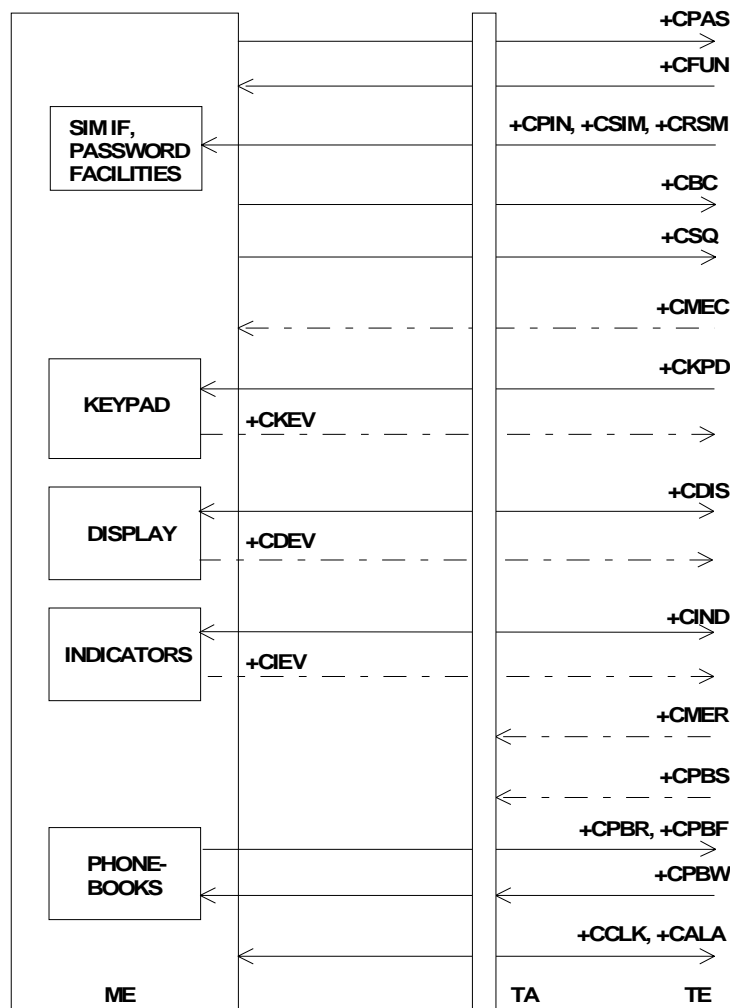 +CPAS
+CFUN
SIM IF,
PASSWORD
FACILITIES
+CPIN, +CSIM, +CRSM
+CBC
+CSQ
+CMEC
+CKPD
KEYPAD
+CKEV
+CDIS
DISPLAY
+CDEV
+CIND
INDICATORS
+CIEV
+CMER
+CPBS
+CPBR, +CPBF
PHONE-
BOOKS
+CPBW
+CCLK, +CALA
ME TA TE